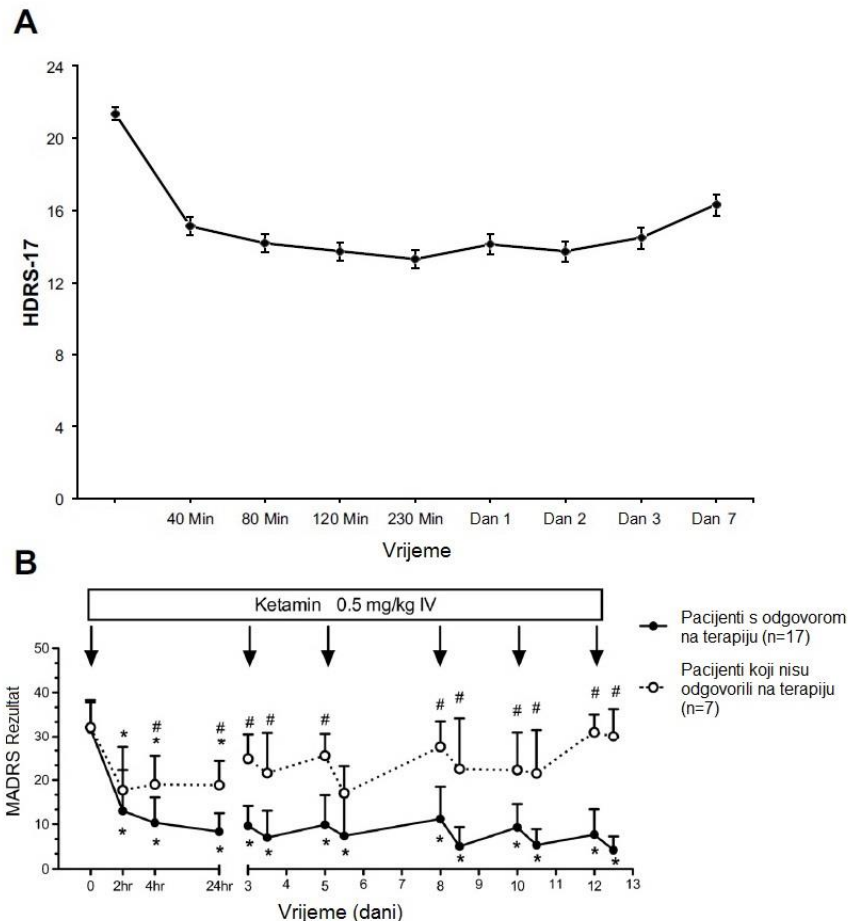 A
24
20
16
12
8
4
0
HDRS-17
40 Min 80 Min 120 Min 230 Min Dan 1 Dan 2 Dan 3 Dan 7
Vrijeme
B
Ketamin 0.5 mg/kg IV
Pacijenti s odgovorom
na terapiju (n=17)
Pacijenti koji nisu
odgovorili na terapiju
(n=7)
50
40
30
20
10
0
MADRS Rezultat
* # * # * # # # # # # # # #
* * * * * * * * * * * *
0 2hr 4hr 24hr 3 4 5 6 7 8 9 10 11 12 13
Vrijeme (dani)